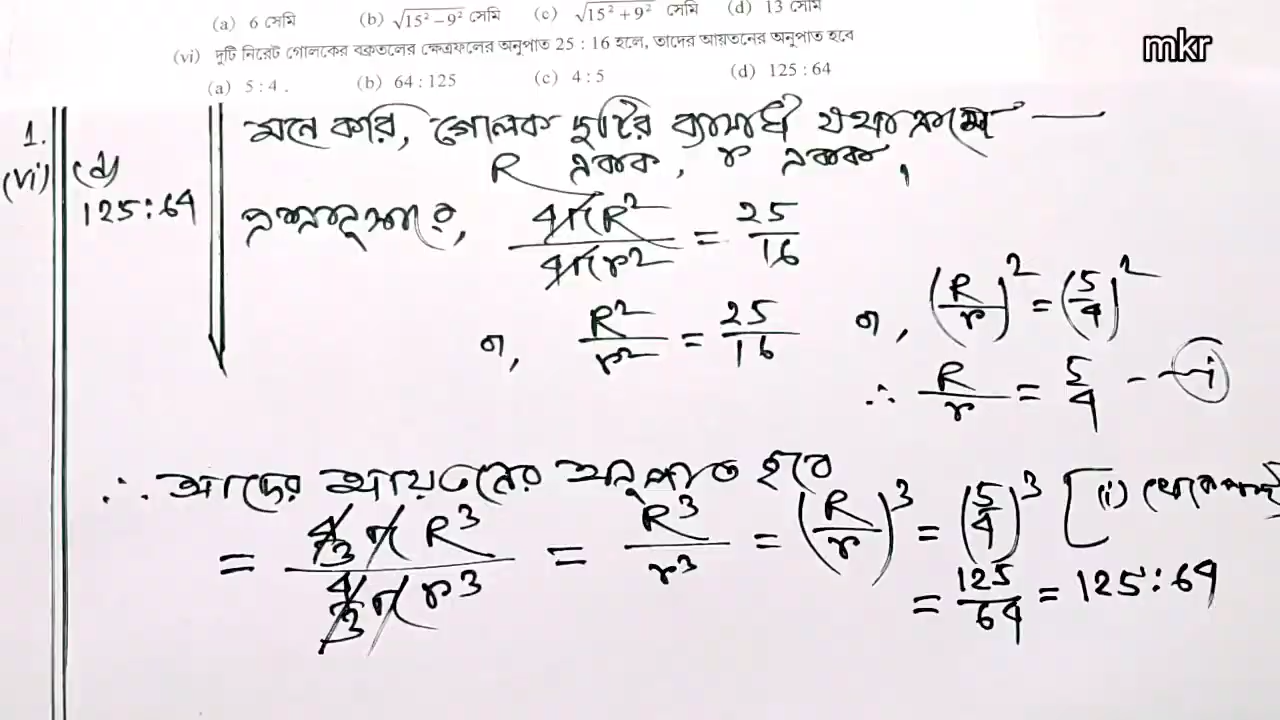 (a) 6 সেমি (b) √15² – 9² সেমি (c) √15² + 9² সেমি (d) 13 সেমি
mkr
(vi) দুটি নিরেট গোলকের বক্রতলের ক্ষেত্রফলের অনুপাত 25 : 16 হলে, তাদের আয়তনের অনুপাত হবে
(a) 5 : 4 . (b) 64 : 125 (c) 4 : 5 (d) 125 : 64
1.
(vi) (d)
125:64
মনে করি, গোলক দুটির ব্যাসার্ধ যথাক্রমে —
R একক, r একক,
প্রশ্নানুসারে, 4πR²/4πr² = 25/16
বা, R²/r² = 25/16 বা, (R/r)² = (5/4)²
∴ R/r = 5/4 - - (i)
∴ তাদের আয়তনের অনুপাত হবে
= 4/3 π R³ / 4/3 π r³ = R³/r³ = (R/r)³ = (5/4)³ [(i) থেকে পাই
= 125/64 = 125:64